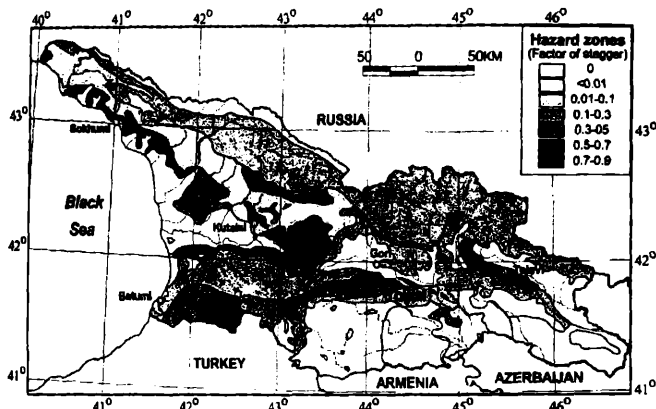 40° 41° 42° 43° 44° 45° 46°
Hazard zones
(Factor of stagger)
0
<0.01
0.01-0.1
0.1-0.3
0.3-05
0.5-0.7
0.7-0.9
50 0 50KM
43° 43°
RUSSIA
Sokhumi
Black
Sea
Kutaisi
42° 42°
Gori
Telavi
Batumi
TURKEY
ARMENIA
AZERBAIJAN
41° 41°
41° 42° 43° 44° 45° 46°